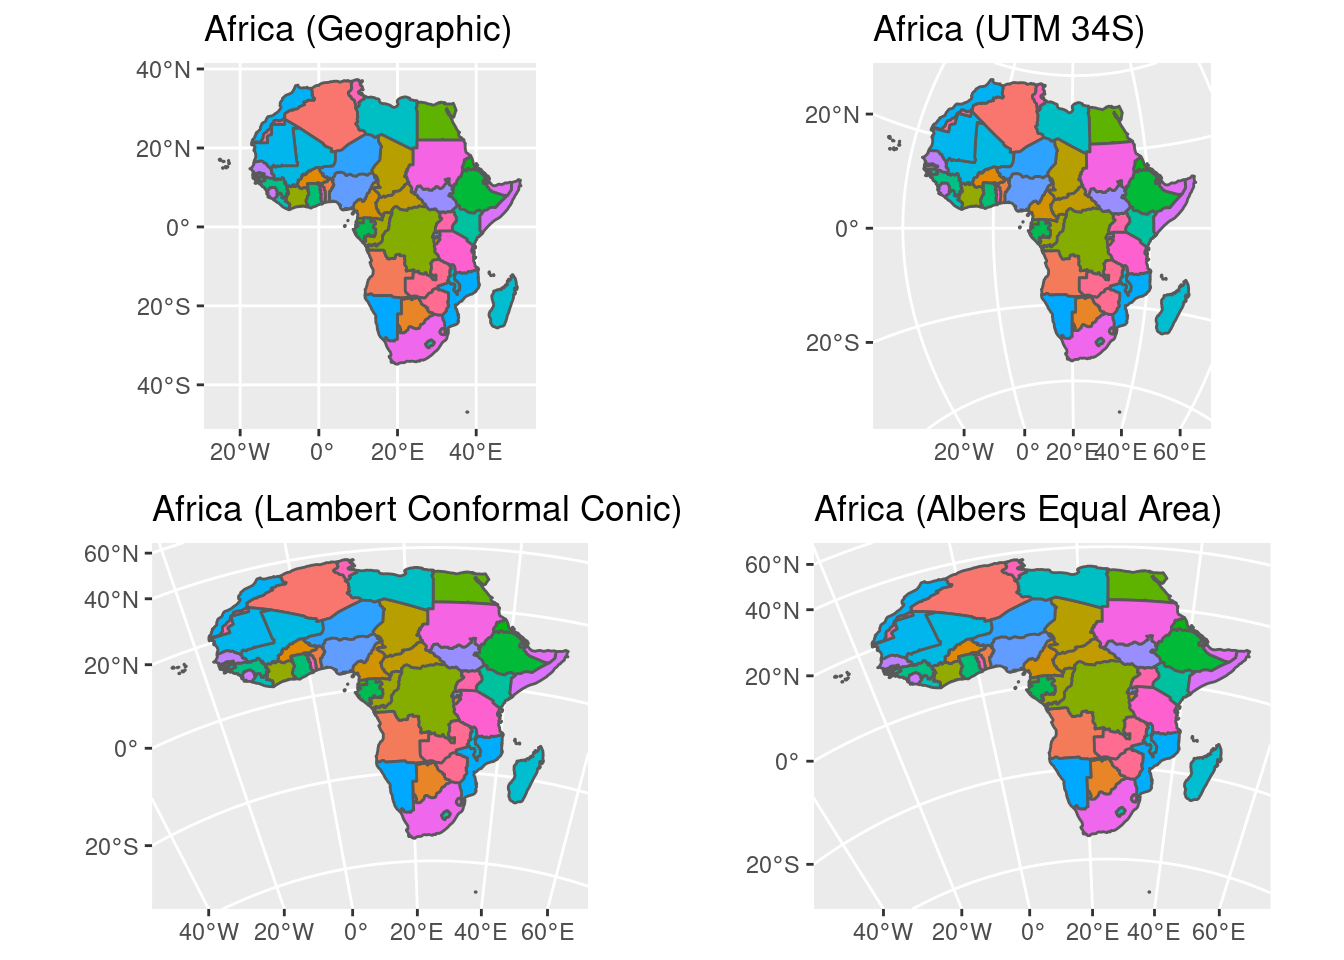 Africa (Geographic)
40°N
20°N
0°
20°S
40°S
20°W 0° 20°E 40°E
Africa (UTM 34S)
20°N
0°
20°S
20°W 0° 20°E 40°E 60°E
Africa (Lambert Conformal Conic)
60°N
40°N
20°N
0°
20°S
40°W 20°W 0° 20°E 40°E 60°E
Africa (Albers Equal Area)
60°N
40°N
20°N
0°
20°S
40°W 20°W 0° 20°E 40°E 60°E